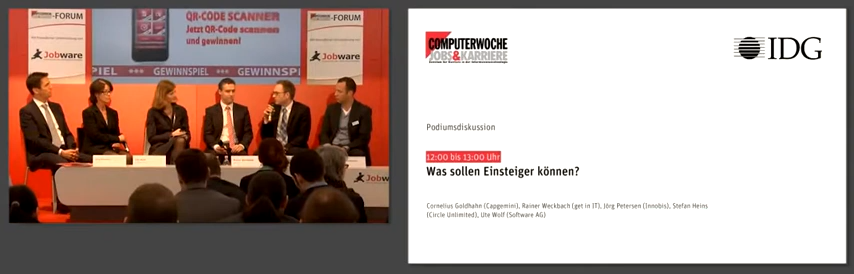 QR-CODE SCANNER
Jetzt QR-Code scannen
und gewinnen!
-FORUM
-FORUM
Jobware
Jobware
SPIEL *** GEWINNSPIEL *** GEWINNSPI
Jobw
COMPUTERWOCHE
JOBS&KARRIERE
IDG
Podiumsdiskussion
12:00 bis 13:00 Uhr
Was sollen Einsteiger können?
Cornelius Goldhahn (Capgemini), Rainer Weckbach (get in IT), Jörg Petersen (Innobis), Stefan Heins
(Circle Unlimited), Ute Wolf (Software AG)